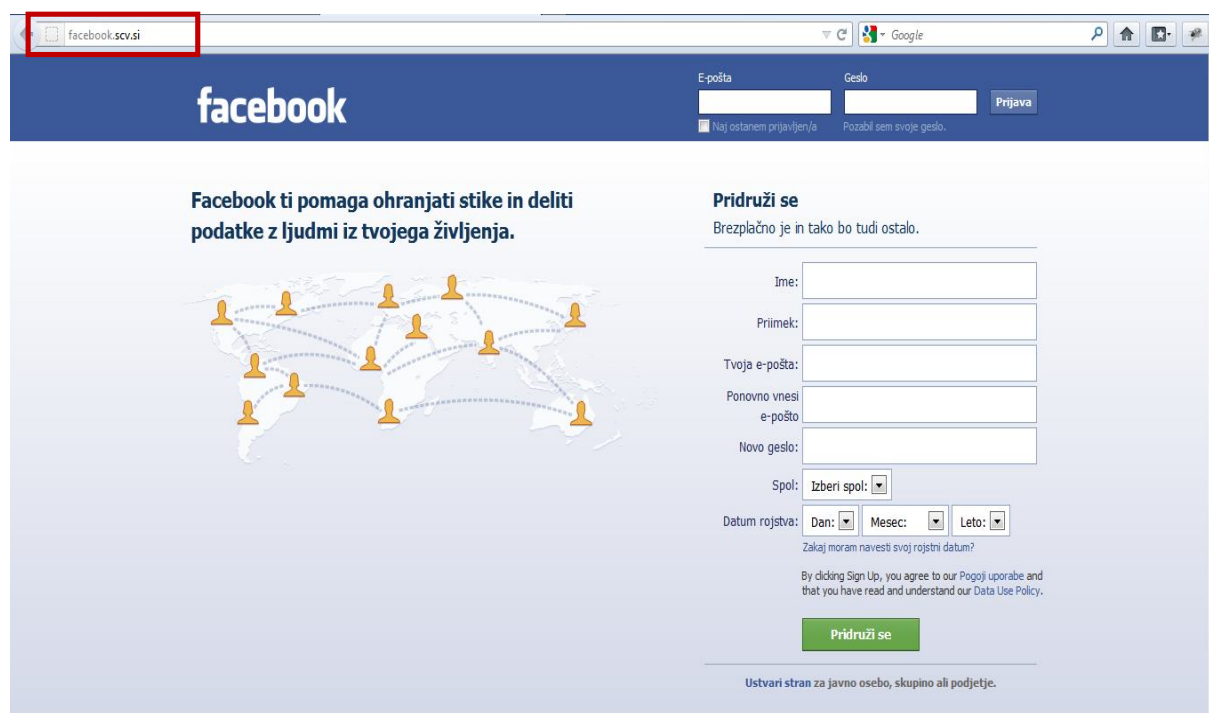 facebook.scv.si
Google
E-pošta
Geslo
facebook
Prijava
Naj ostanem prijavljen/a
Pozabil sem svoje geslo.
Facebook ti pomaga ohranjati stike in deliti
podatke z ljudmi iz tvojega življenja.
Pridruži se
Brezplačno je in tako bo tudi ostalo.
Ime:
Priimek:
Tvoja e-pošta:
Ponovno vnesi
e-pošto
Novo geslo:
Spol: Izberi spol:
Datum rojstva: Dan: Mesec: Leto:
Zakaj moram navesti svoj rojstni datum?
By clicking Sign Up, you agree to our Pogoji uporabe and
that you have read and understand our Data Use Policy.
Pridruži se
Ustvari stran za javno osebo, skupino ali podjetje.